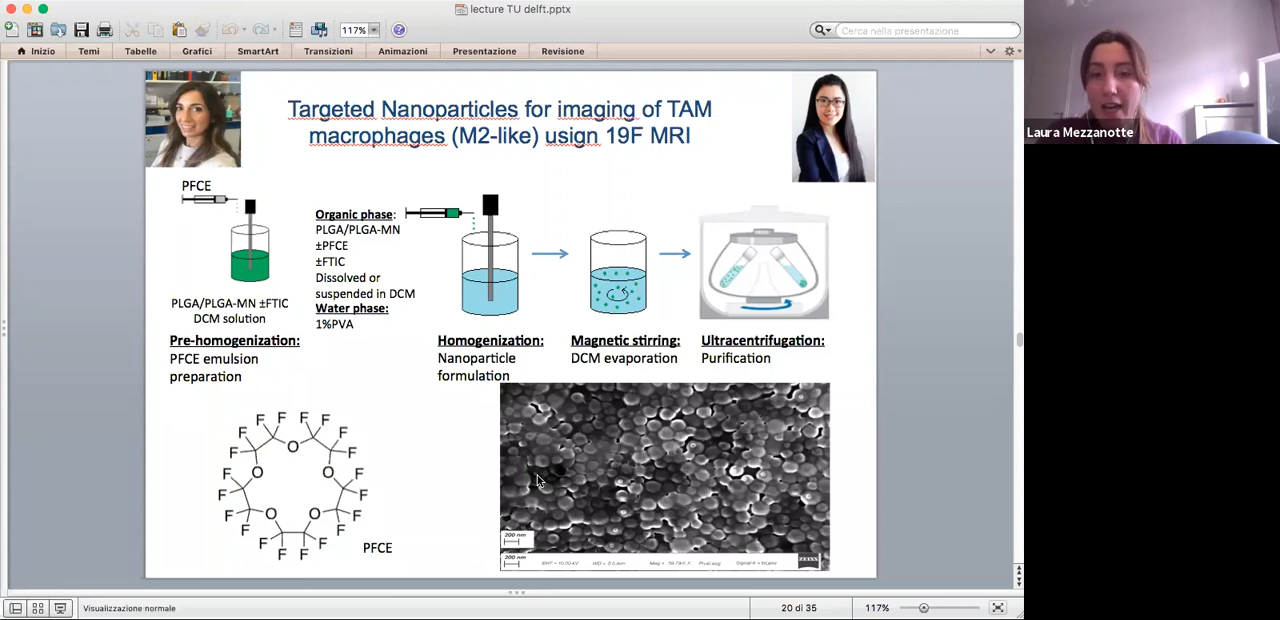 lecture TU delft.pptx
117%
Cerca nella presentazione
Inizio
Temi
Tabelle
Grafici
SmartArt
Transizioni
Animazioni
Presentazione
Revisione
Laura Mezzanotte
Targeted Nanoparticles for imaging of TAM
macrophages (M2-like) usign 19F MRI
PFCE
PLGA/PLGA-MN ±FTIC
DCM solution
Pre-homogenization:
PFCE emulsion
preparation
Organic phase:
PLGA/PLGA-MN
±PFCE
±FTIC
Dissolved or
suspended in DCM
Water phase:
1%PVA
Homogenization:
Nanoparticle
formulation
Magnetic stirring:
DCM evaporation
Ultracentrifugation:
Purification
F F F F
F F
F O F
F O O F
F F
F O O F
F F
F F F F
PFCE
200 nm
200 nm
ZEISS
Visualizzazione normale
20 di 35
117%